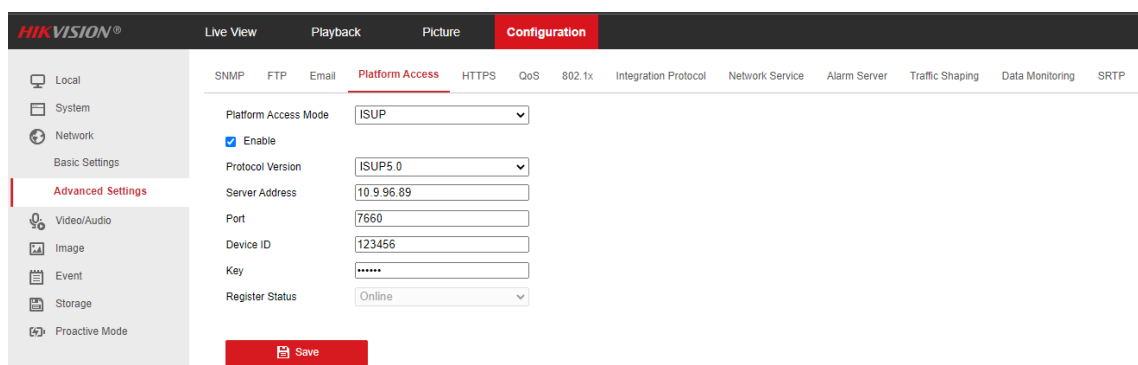 HIKVISION® Live View Playback Picture Configuration
SNMP FTP Email Platform Access HTTPS QoS 802.1x Integration Protocol Network Service Alarm Server Traffic Shaping Data Monitoring SRTP
Local
System
Network
Basic Settings
Advanced Settings
Video/Audio
Image
Event
Storage
Proactive Mode
Platform Access Mode ISUP
Enable
Protocol Version ISUP5.0
Server Address 10.9.96.89
Port 7660
Device ID 123456
Key ••••••
Register Status Online
Save